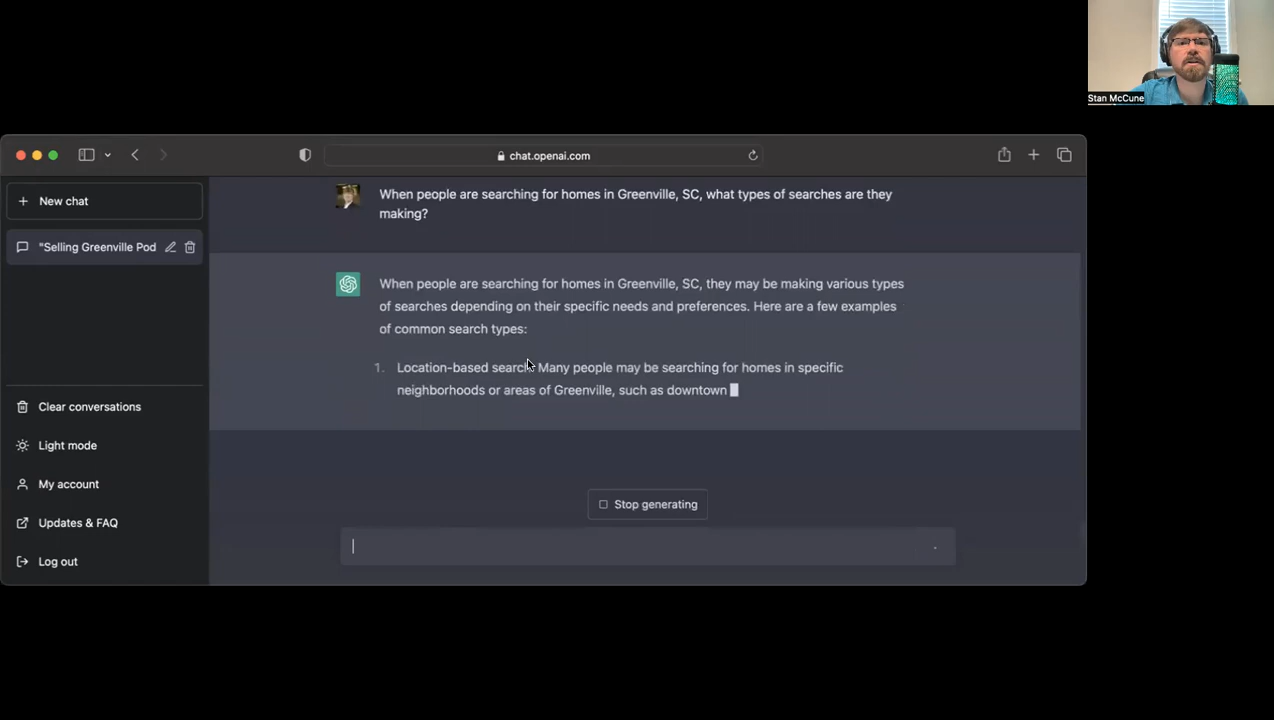 Stan McCune
chat.openai.com
New chat
"Selling Greenville Pod
Clear conversations
Light mode
My account
Updates & FAQ
Log out
When people are searching for homes in Greenville, SC, what types of searches are they
making?
When people are searching for homes in Greenville, SC, they may be making various types
of searches depending on their specific needs and preferences. Here are a few examples
of common search types:
1. Location-based search: Many people may be searching for homes in specific
neighborhoods or areas of Greenville, such as downtown
Stop generating